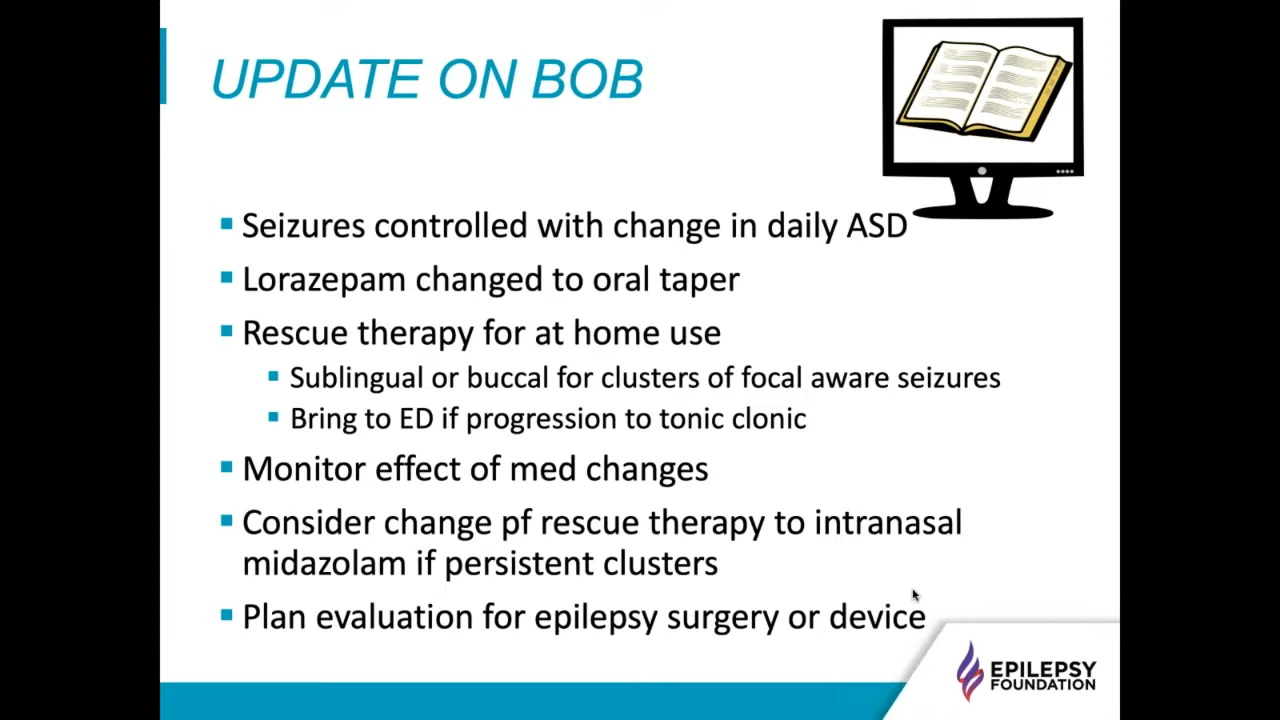 UPDATE ON BOB
Seizures controlled with change in daily ASD
Lorazepam changed to oral taper
Rescue therapy for at home use
Sublingual or buccal for clusters of focal aware seizures
Bring to ED if progression to tonic clonic
Monitor effect of med changes
Consider change pf rescue therapy to intranasal
midazolam if persistent clusters
Plan evaluation for epilepsy surgery or device
EPILEPSY
FOUNDATION